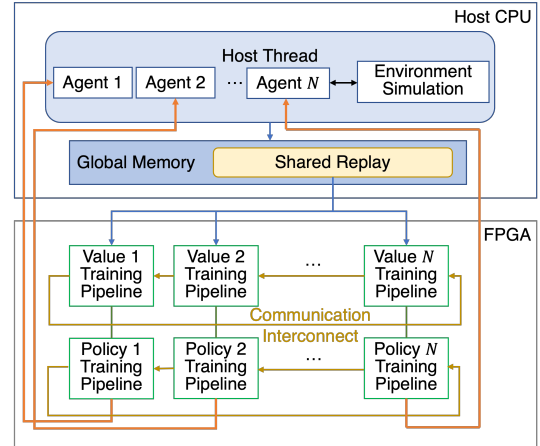 Host CPU
Host Thread
Agent 1
Agent 2
...
Agent N
Environment
Simulation
Global Memory
Shared Replay
FPGA
Value 1
Training
Pipeline
Value 2
Training
Pipeline
...
Value N
Training
Pipeline
Communication
Interconnect
Policy 1
Training
Pipeline
Policy 2
Training
Pipeline
...
Policy N
Training
Pipeline